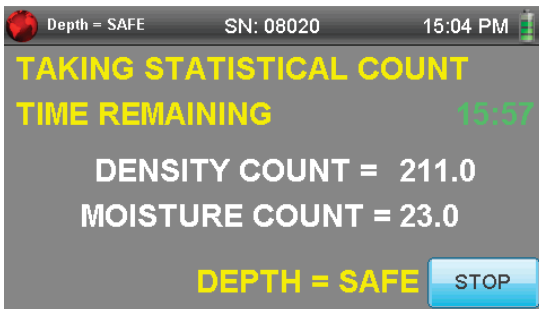 Depth = SAFE SN: 08020 15:04 PM
TAKING STATISTICAL COUNT
TIME REMAINING 15:57
DENSITY COUNT = 211.0
MOISTURE COUNT = 23.0
DEPTH = SAFE STOP